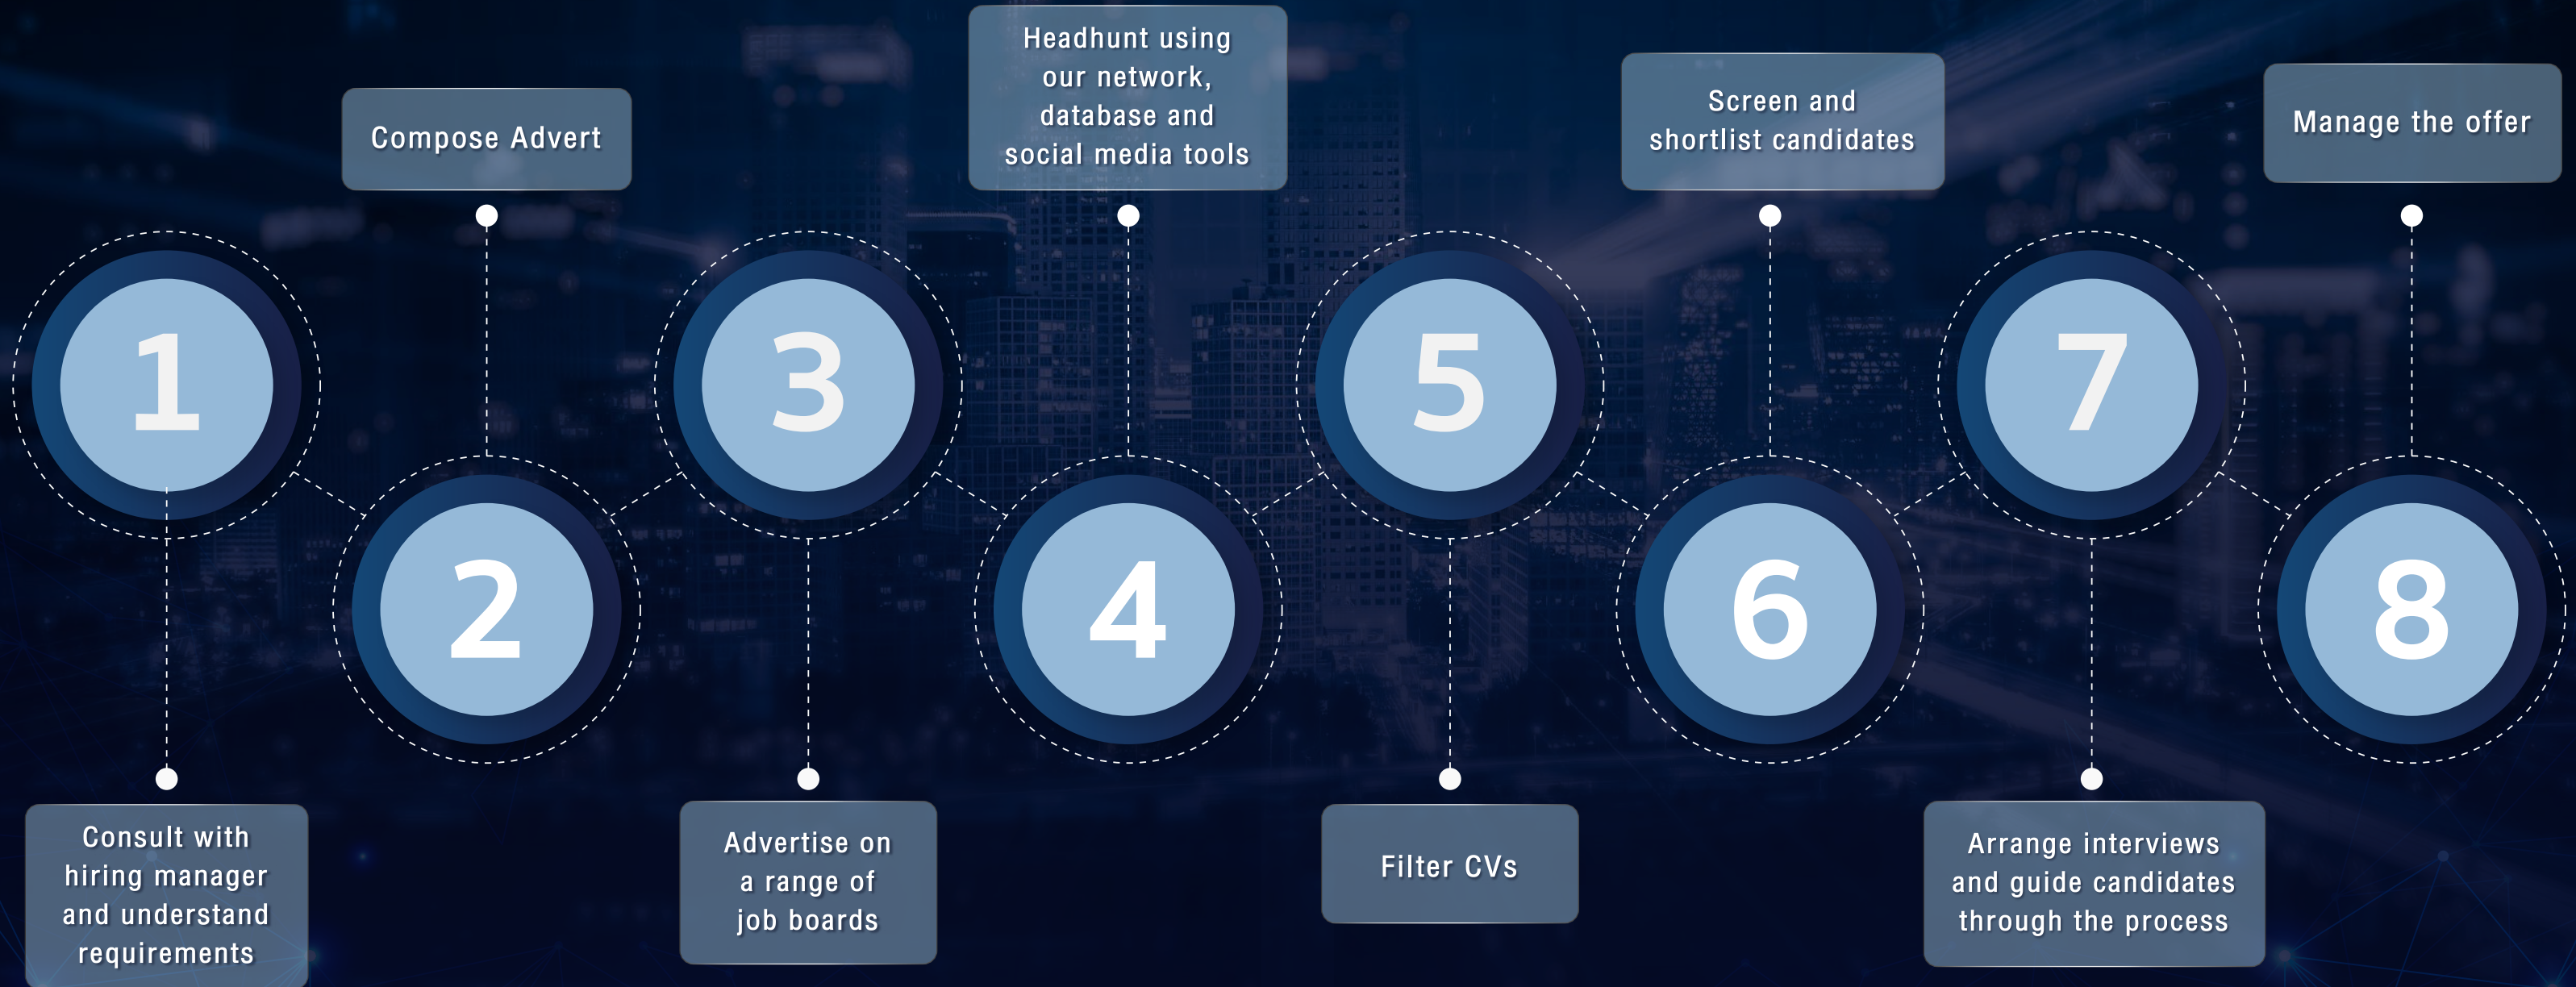 1
Consult with
hiring manager
and understand
requirements
2
Compose Advert
3
Advertise on
a range of
job boards
4
Headhunt using
our network,
database and
social media tools
5
Filter CVs
6
Screen and
shortlist candidates
7
Arrange interviews
and guide candidates
through the process
8
Manage the offer